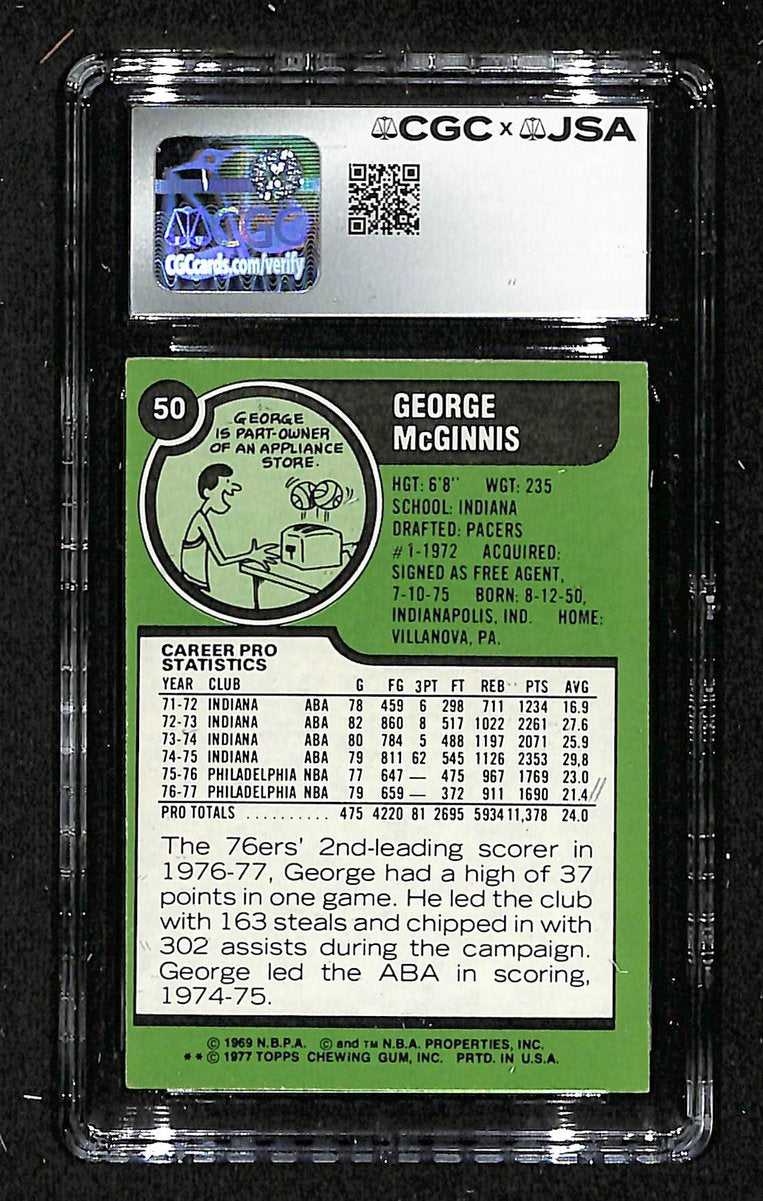 CGC x JSA
CGC
CGCcards.com/verify
50
GEORGE
IS PART-OWNER
OF AN APPLIANCE
STORE.
GEORGE
McGINNIS
HGT: 6'8" WGT: 235
SCHOOL: INDIANA
DRAFTED: PACERS
#1-1972 ACQUIRED:
SIGNED AS FREE AGENT,
7-10-75 BORN: 8-12-50,
INDIANAPOLIS, IND. HOME:
VILLANOVA, PA.
CAREER PRO
STATISTICS
YEAR CLUB G FG 3PT FT REB PTS AVG
71-72 INDIANA ABA 78 459 6 298 711 1234 16.9
72-73 INDIANA ABA 82 860 8 517 1022 2261 27.6
73-74 INDIANA ABA 80 784 5 488 1197 2071 25.9
74-75 INDIANA ABA 79 811 62 545 1126 2353 29.8
75-76 PHILADELPHIA NBA 77 647 — 475 967 1769 23.0
76-77 PHILADELPHIA NBA 79 659 — 372 911 1690 21.4
PRO TOTALS .......... 475 4220 81 2695 5934 11,378 24.0
The 76ers' 2nd-leading scorer in
1976-77, George had a high of 37
points in one game. He led the club
with 163 steals and chipped in with
302 assists during the campaign.
George led the ABA in scoring,
1974-75.
© 1969 N.B.P.A. © and TM N.B.A. PROPERTIES, INC.
**© 1977 TOPPS CHEWING GUM, INC. PRTD. IN U.S.A.